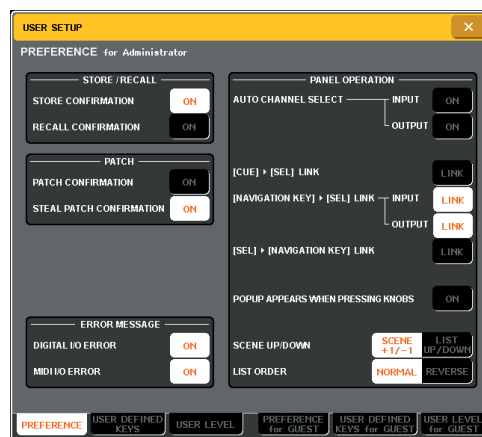 USER SETUP
×
PREFERENCE for Administrator
STORE / RECALL
STORE CONFIRMATION ON
RECALL CONFIRMATION ON
PATCH
PATCH CONFIRMATION ON
STEAL PATCH CONFIRMATION ON
ERROR MESSAGE
DIGITAL I/O ERROR ON
MIDI I/O ERROR ON
PANEL OPERATION
AUTO CHANNEL SELECT INPUT ON
OUTPUT ON
[CUE] ▸ [SEL] LINK LINK
[NAVIGATION KEY] ▸ [SEL] LINK INPUT LINK
OUTPUT LINK
[SEL] ▸ [NAVIGATION KEY] LINK LINK
POPUP APPEARS WHEN PRESSING KNOBS ON
SCENE UP/DOWN SCENE +1/-1 LIST UP/DOWN
LIST ORDER NORMAL REVERSE
PREFERENCE USER DEFINED KEYS USER LEVEL PREFERENCE for GUEST USER DEFINED KEYS for GUEST USER LEVEL for GUEST